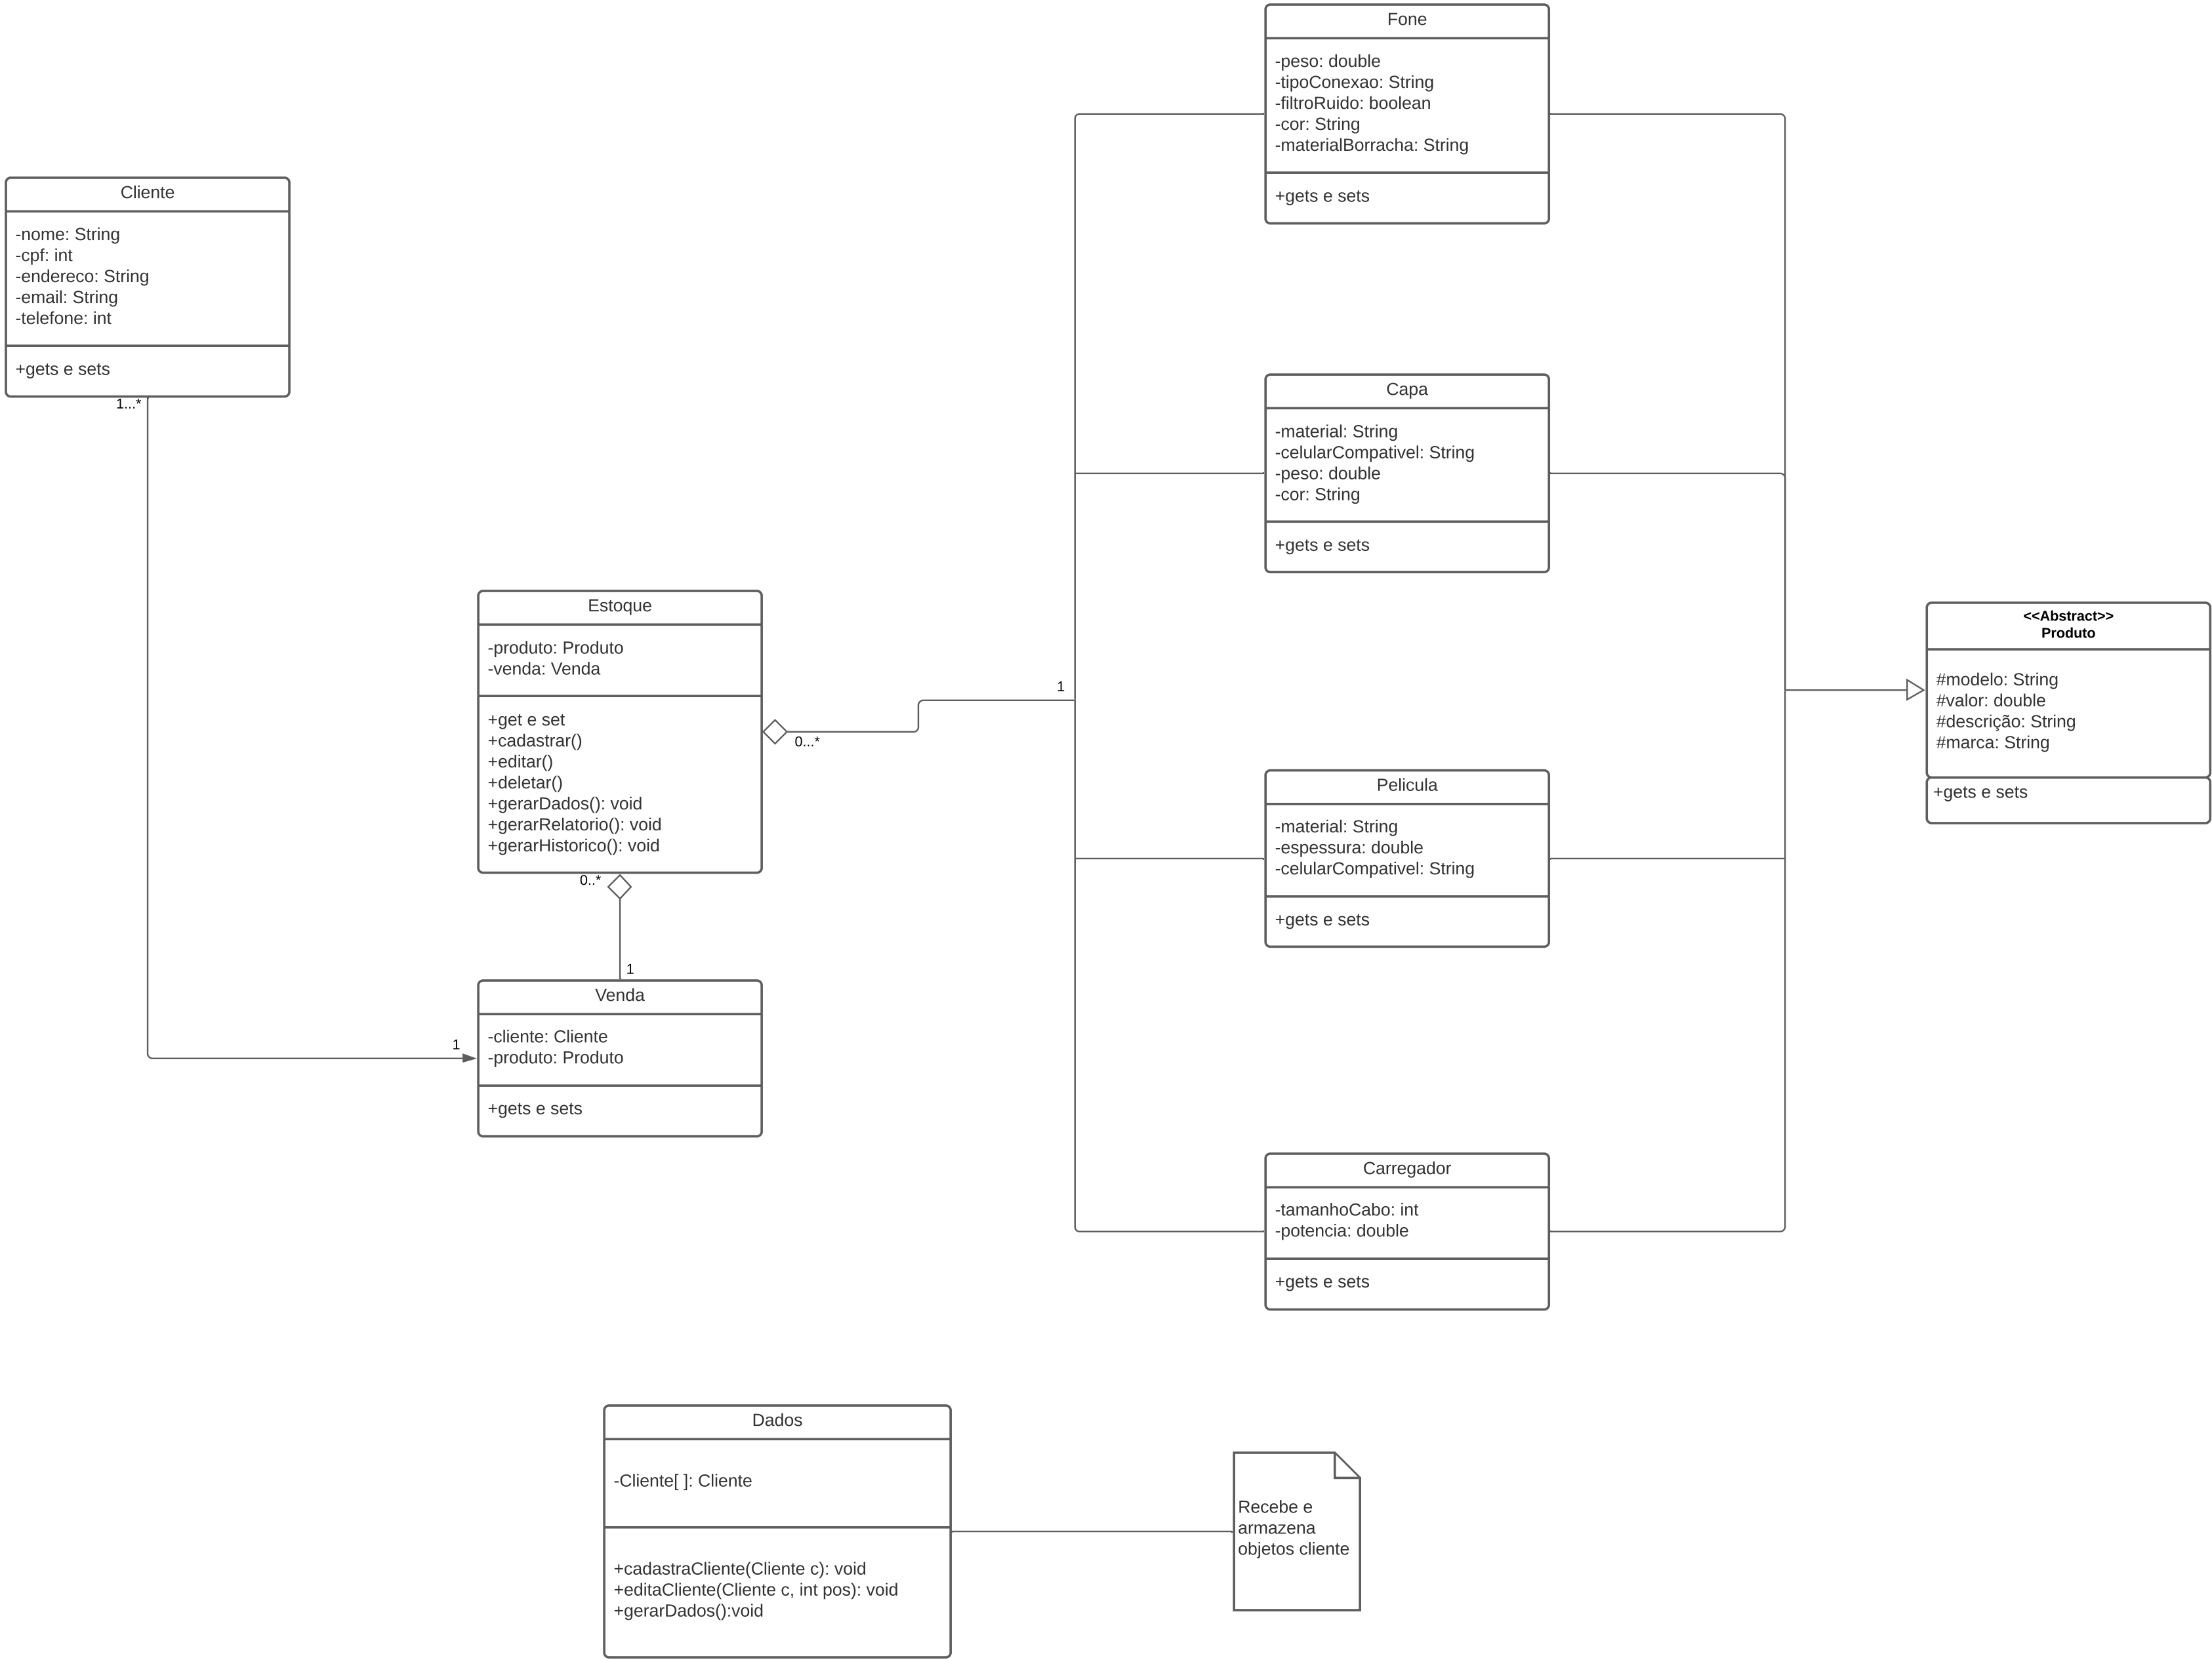 Fone
-peso: double
-tipoConexao: String
-filtroRuido: boolean
-cor: String
-materialBorracha: String
+gets e sets
Cliente
-nome: String
-cpf: int
-endereco: String
-email: String
-telefone: int
+gets e sets
1...*
Capa
-material: String
-celularCompativel: String
-peso: double
-cor: String
+gets e sets
Estoque
-produto: Produto
-venda: Venda
+get e set
+cadastrar()
+editar()
+deletar()
+gerarDados(): void
+gerarRelatorio(): void
+gerarHistorico(): void
0...*
1
0..*
1
<<Abstract>>
Produto
#modelo: String
#valor: double
#descrição: String
#marca: String
+gets e sets
Pelicula
-material: String
-espessura: double
-celularCompativel: String
+gets e sets
Venda
-cliente: Cliente
-produto: Produto
+gets e sets
1
Carregador
-tamanhoCabo: int
-potencia: double
+gets e sets
Dados
-Cliente[ ]: Cliente
+cadastraCliente(Cliente c): void
+editaCliente(Cliente c, int pos): void
+gerarDados():void
Recebe e
armazena
objetos cliente